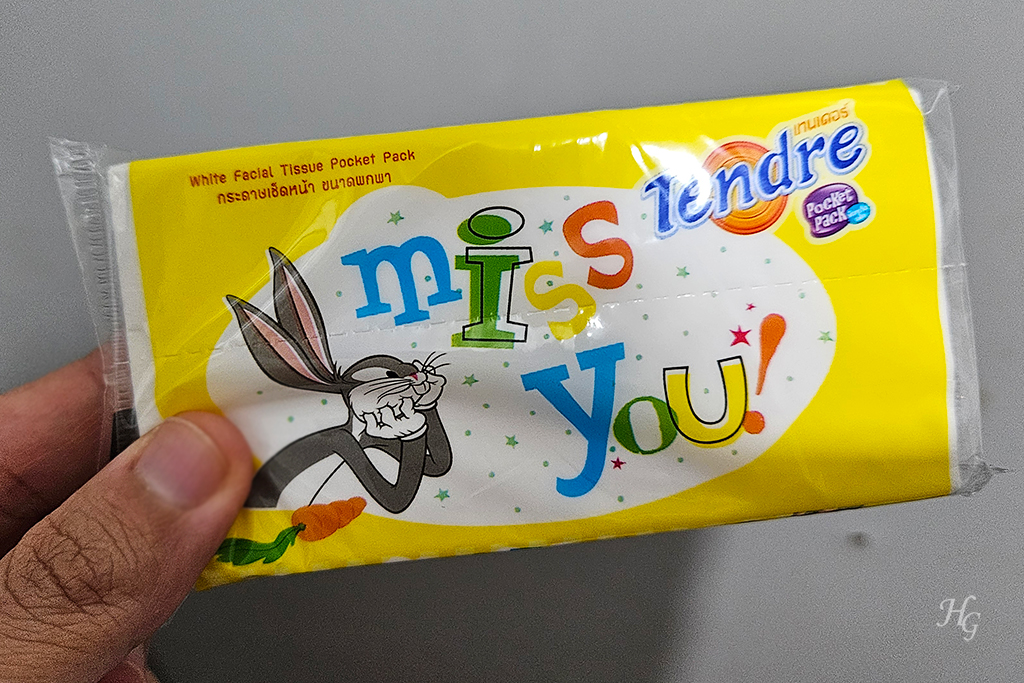 White Facial Tissue Pocket Pack
กระดาษเช็ดหน้า ขนาดพกพา
เทนเดอร์
Tendre
Pocket
Pack
miss
you!
HG